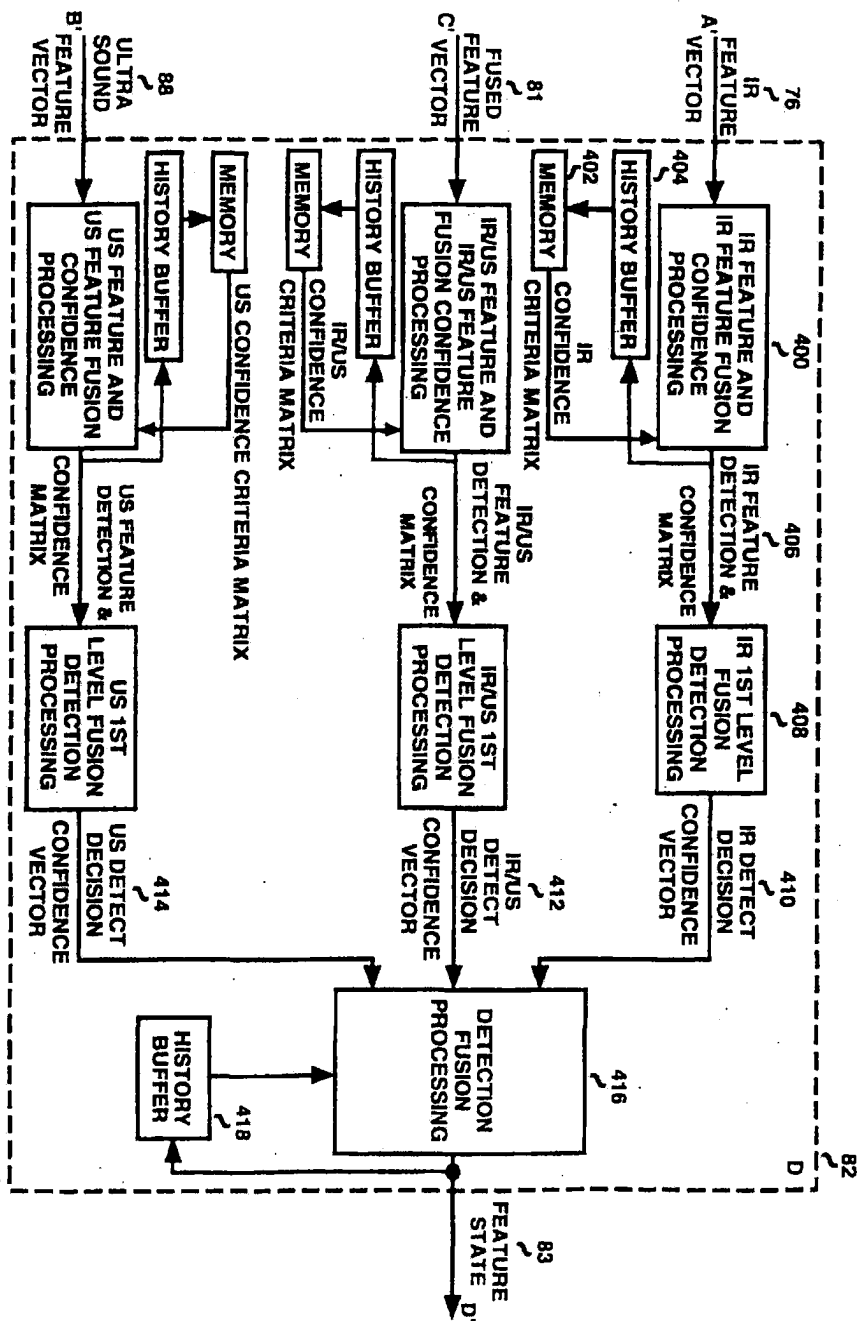 82
D
76
IR
FEATURE
VECTOR
A'
400
IR FEATURE AND
IR FEATURE FUSION
CONFIDENCE
PROCESSING
404
HISTORY BUFFER
402
MEMORY
IR
CONFIDENCE
CRITERIA MATRIX
406
IR FEATURE
DETECTION &
CONFIDENCE
MATRIX
408
IR 1ST LEVEL
FUSION
DETECTION
PROCESSING
410
IR DETECT
DECISION
CONFIDENCE
VECTOR
81
FUSED
FEATURE
VECTOR
C'
IR/US FEATURE AND
IR/US FEATURE
FUSION CONFIDENCE
PROCESSING
HISTORY BUFFER
MEMORY
IR/US
CONFIDENCE
CRITERIA MATRIX
IR/US
FEATURE
DETECTION &
CONFIDENCE
MATRIX
IR/US 1ST
LEVEL FUSION
DETECTION
PROCESSING
412
IR/US
DETECT
DECISION
CONFIDENCE
VECTOR
416
DETECTION
FUSION
PROCESSING
83
FEATURE
STATE
D'
88
ULTRA
SOUND
FEATURE
VECTOR
B'
MEMORY
US CONFIDENCE CRITERIA MATRIX
HISTORY BUFFER
US FEATURE AND
US FEATURE FUSION
CONFIDENCE
PROCESSING
US FEATURE
DETECTION &
CONFIDENCE
MATRIX
US 1ST
LEVEL FUSION
DETECTION
PROCESSING
414
US DETECT
DECISION
CONFIDENCE
VECTOR
HISTORY
BUFFER
418